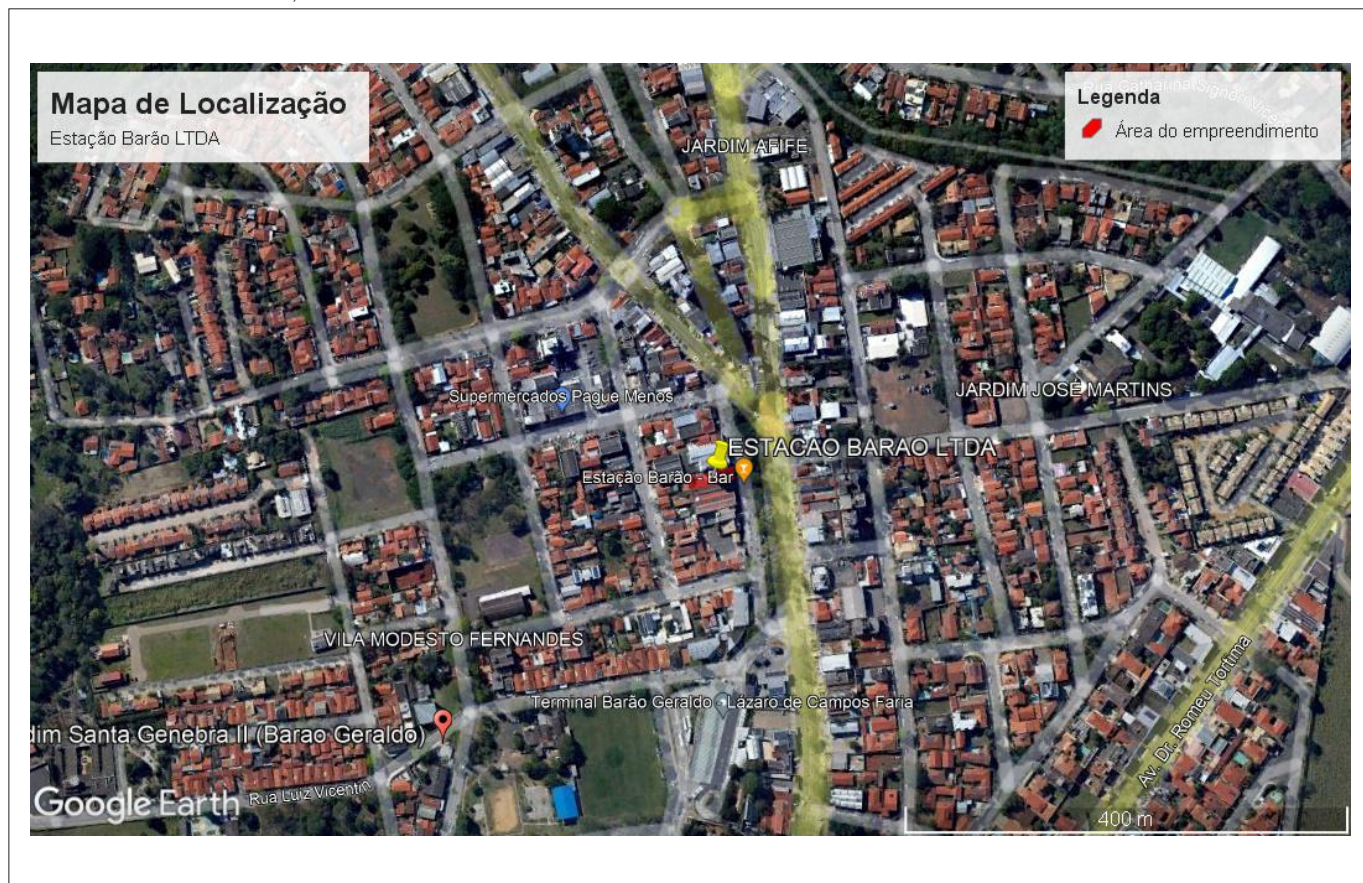 Mapa de Localização
Estação Barão LTDA
Legenda
Área do empreendimento
JARDIM AFIFE
Supermercados Pague Menos
JARDIM JOSÉ MARTINS
ESTACAO BARAO LTDA
Estação Barão - Bar
VILA MODESTO FERNANDES
Terminal Barão Geraldo - Lázaro de Campos Faria
Av. Dr. Romeu Tortima
dim Santa Genebra II (Barao Geraldo)
Rua Luiz Vicentin
Google Earth
400 m